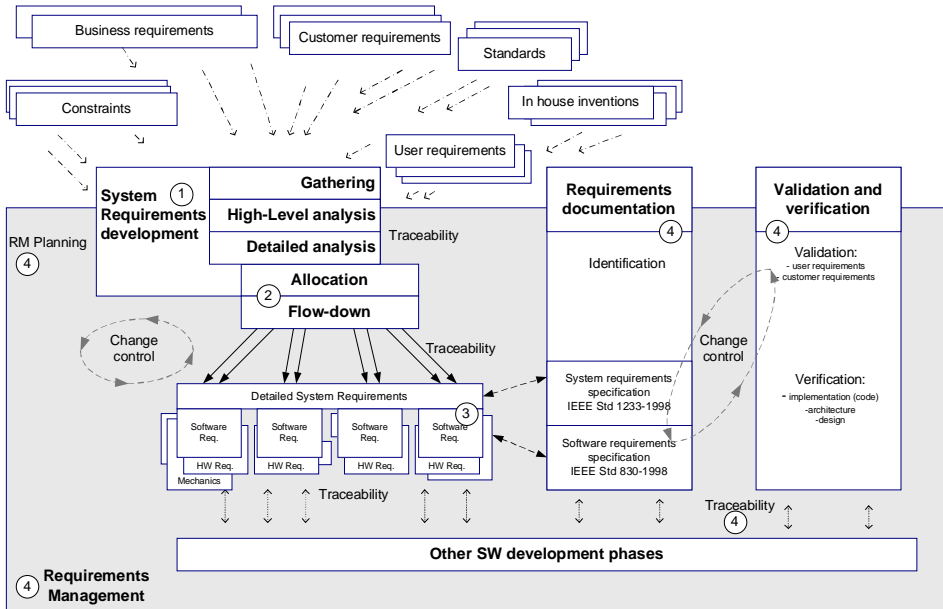 Business requirements
Customer requirements
Standards
Constraints
In house inventions
User requirements
System
Requirements
development
1
Gathering
High-Level analysis
Detailed analysis
Traceability
Allocation
2
Flow-down
Requirements
documentation
4
Identification
Validation and
verification
4
Validation:
- user requirements
- customer requirements
RM Planning
4
Change
control
Traceability
Change
control
Detailed System Requirements
3
Software
Req.
HW Req.
Mechanics
Software
Req.
HW Req.
Software
Req.
HW Req.
Software
Req.
HW Req.
System requirements
specification
IEEE Std 1233-1998
Software requirements
specification
IEEE Std 830-1998
Verification:
- implementation (code)
-architecture
-design
Traceability
Traceability
4
Other SW development phases
4
Requirements
Management